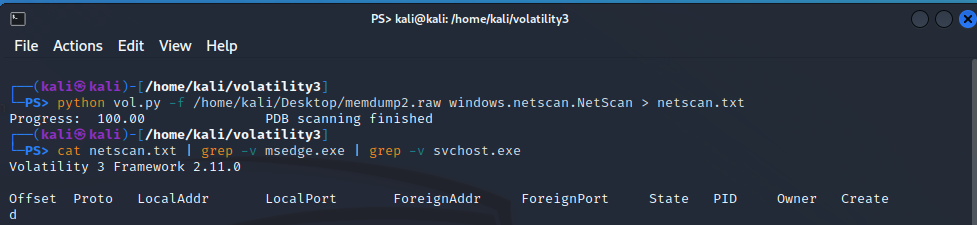 PS> kali@kali: /home/kali/volatility3
File Actions Edit View Help
┌──(kali㉿kali)-[/home/kali/volatility3]
└─PS> python vol.py -f /home/kali/Desktop/memdump2.raw windows.netscan.NetScan > netscan.txt
Progress: 100.00 PDB scanning finished
┌──(kali㉿kali)-[/home/kali/volatility3]
└─PS> cat netscan.txt | grep -v msedge.exe | grep -v svchost.exe
Volatility 3 Framework 2.11.0
Offset Proto LocalAddr LocalPort ForeignAddr ForeignPort State PID Owner Create
d